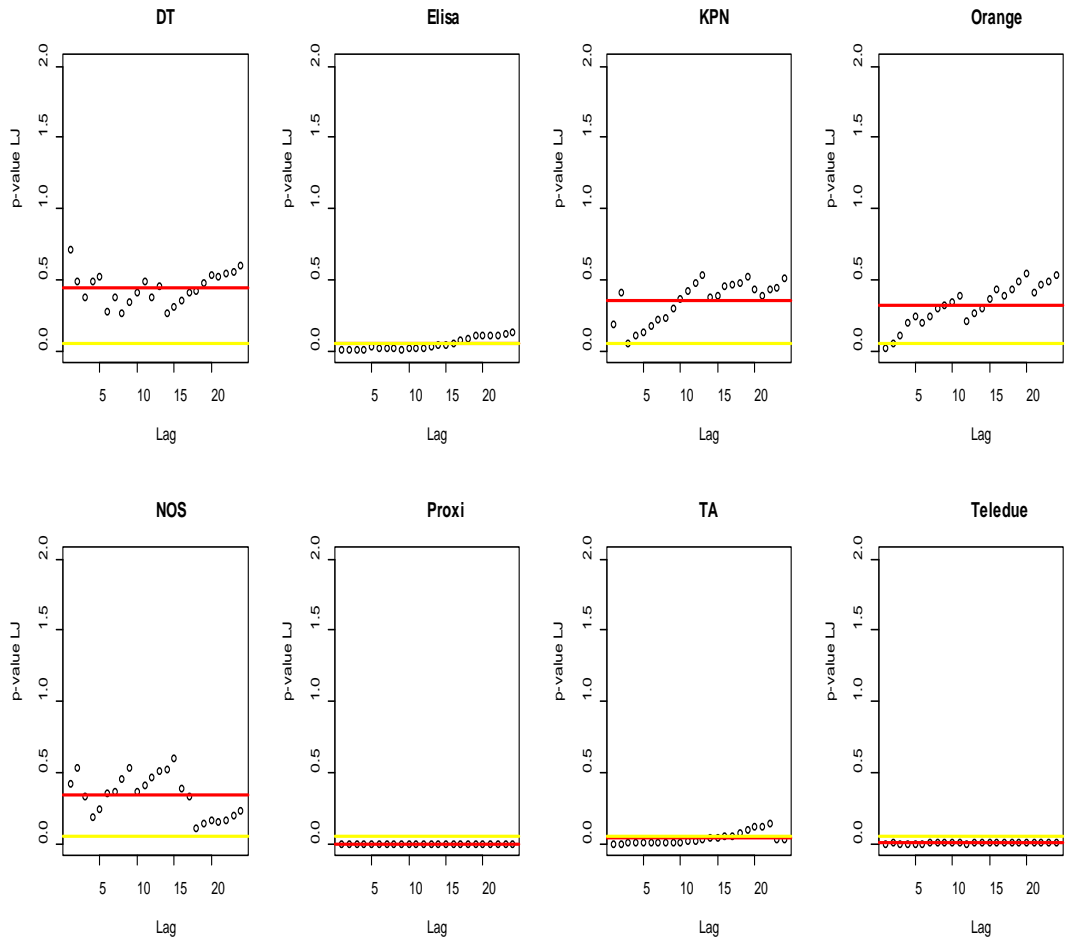 DT Elisa KPN Orange
p-value LJ p-value LJ p-value LJ p-value LJ
2.0 2.0 2.0 2.0
1.5 1.5 1.5 1.5
1.0 1.0 1.0 1.0
0.5 0.5 0.5 0.5
0.0 0.0 0.0 0.0
5 10 15 20 5 10 15 20 5 10 15 20 5 10 15 20
Lag Lag Lag Lag
NOS Proxi TA Teledue
p-value LJ p-value LJ p-value LJ p-value LJ
2.0 2.0 2.0 2.0
1.5 1.5 1.5 1.5
1.0 1.0 1.0 1.0
0.5 0.5 0.5 0.5
0.0 0.0 0.0 0.0
5 10 15 20 5 10 15 20 5 10 15 20 5 10 15 20
Lag Lag Lag Lag